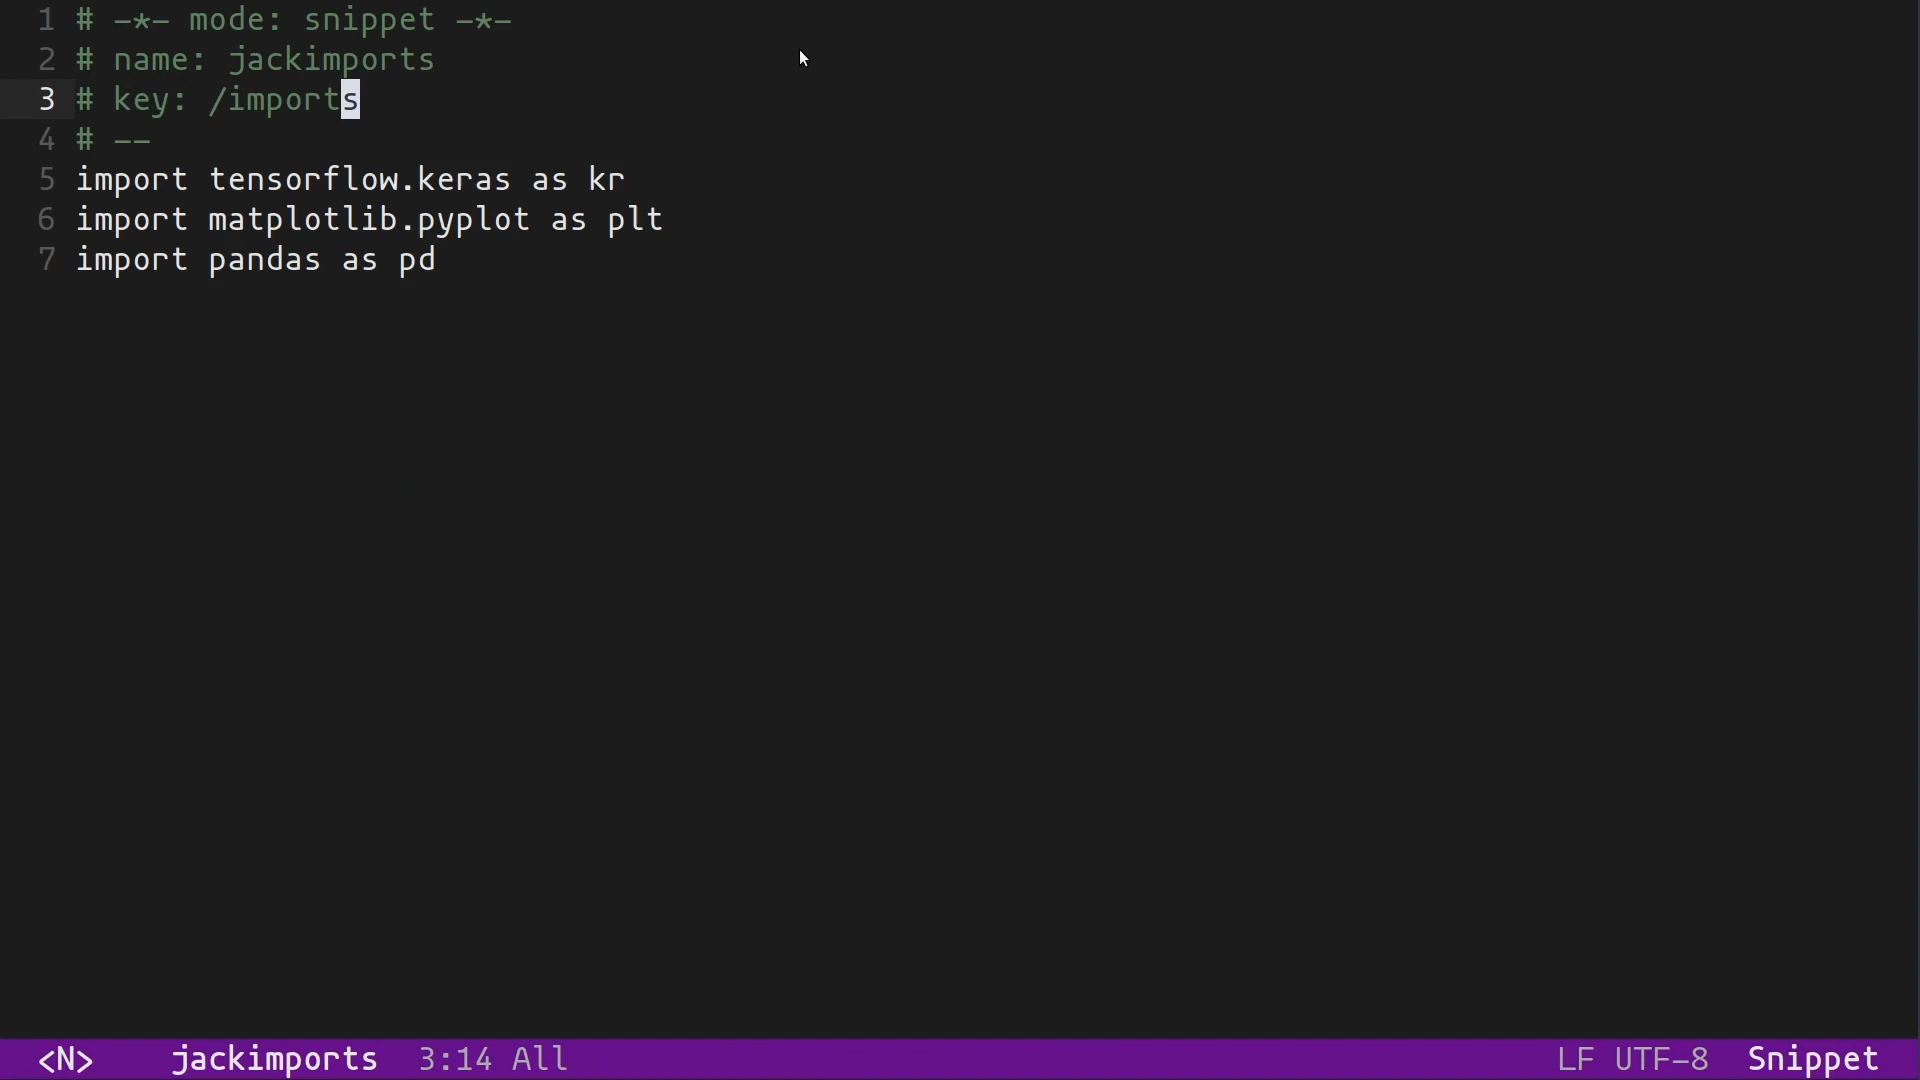 1 # -*- mode: snippet -*-
2 # name: jackimports
3 # key: /imports
4 # --
5 import tensorflow.keras as kr
6 import matplotlib.pyplot as plt
7 import pandas as pd
<N> jackimports 3:14 All LF UTF-8 Snippet